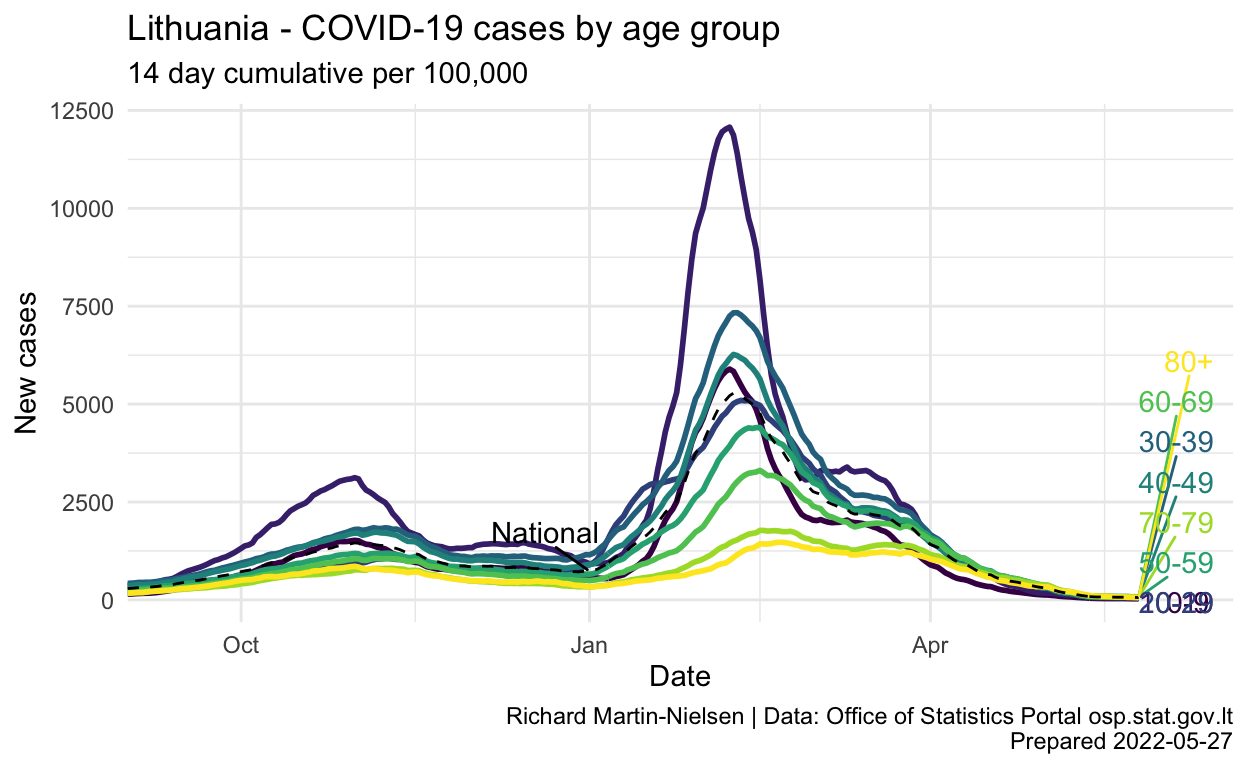 Lithuania - COVID-19 cases by age group
14 day cumulative per 100,000
12500
10000
7500
5000
2500
0
New cases
National
80+
60-69
30-39
40-49
70-79
50-59
0-9
Oct
Jan
Apr
Date
Richard Martin-Nielsen | Data: Office of Statistics Portal osp.stat.gov.lt
Prepared 2022-05-27